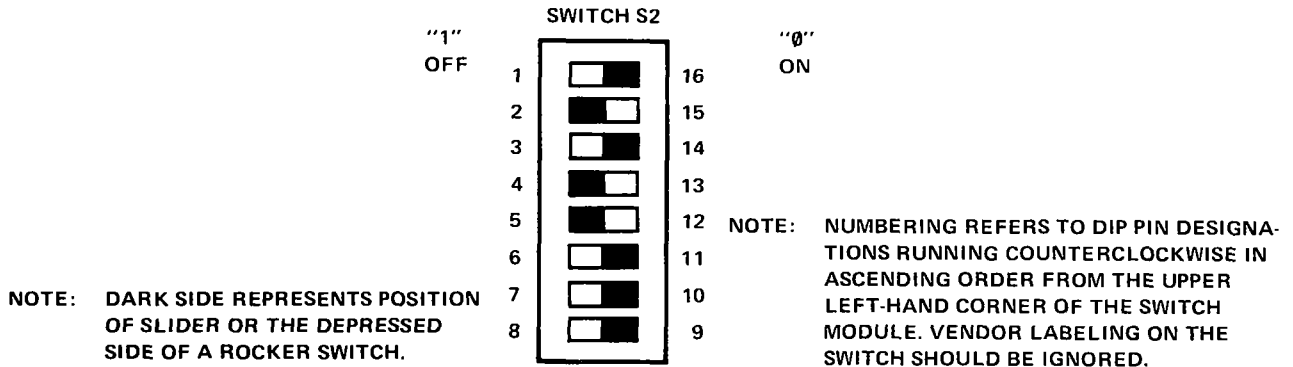 SWITCH S2
"1"
OFF
"0"
ON
1 16
2 15
3 14
4 13
5 12
6 11
7 10
8 9
NOTE: DARK SIDE REPRESENTS POSITION
OF SLIDER OR THE DEPRESSED
SIDE OF A ROCKER SWITCH.
NOTE: NUMBERING REFERS TO DIP PIN DESIGNA-
TIONS RUNNING COUNTERCLOCKWISE IN
ASCENDING ORDER FROM THE UPPER
LEFT-HAND CORNER OF THE SWITCH
MODULE. VENDOR LABELING ON THE
SWITCH SHOULD BE IGNORED.